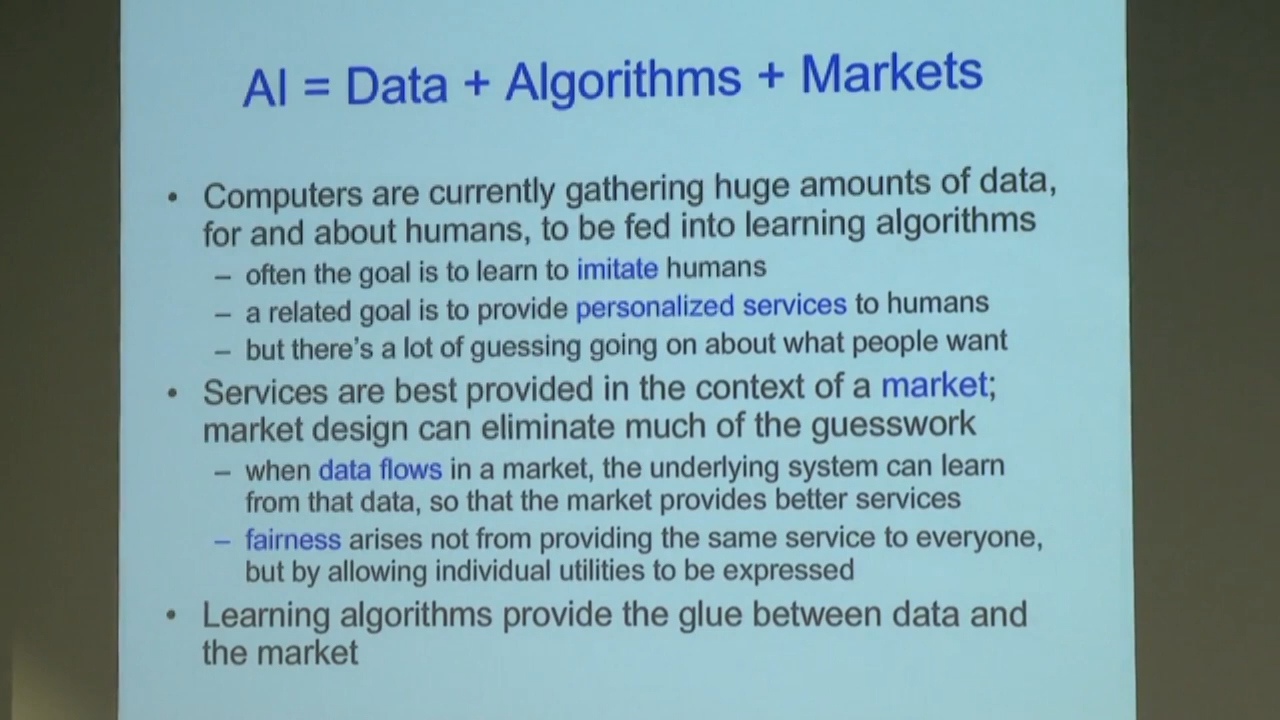 AI = Data + Algorithms + Markets
• Computers are currently gathering huge amounts of data,
for and about humans, to be fed into learning algorithms
– often the goal is to learn to imitate humans
– a related goal is to provide personalized services to humans
– but there's a lot of guessing going on about what people want
• Services are best provided in the context of a market;
market design can eliminate much of the guesswork
– when data flows in a market, the underlying system can learn
from that data, so that the market provides better services
– fairness arises not from providing the same service to everyone,
but by allowing individual utilities to be expressed
• Learning algorithms provide the glue between data and
the market